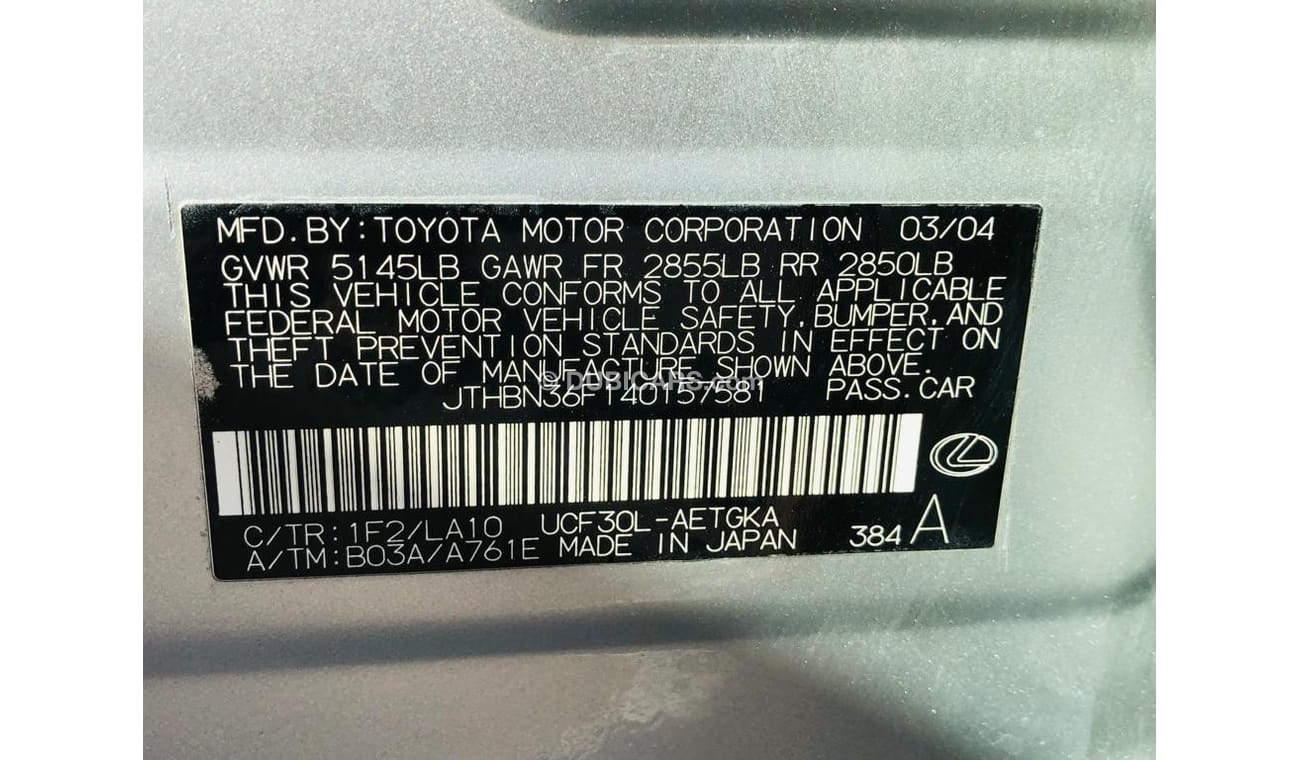 MFD. BY: TOYOTA MOTOR CORPORATION 03/04
GVWR 5145LB GAWR FR 2855LB RR 2850LB
THIS VEHICLE CONFORMS TO ALL APPLICABLE
FEDERAL MOTOR VEHICLE SAFETY, BUMPER, AND
THEFT PREVENTION STANDARDS IN EFFECT ON
THE DATE OF MANUFACTURE SHOWN ABOVE.
© DUBICARS.com
JTHBN36F140157581 PASS. CAR
C/TR: 1F2/LA10 UCF30L-AETGKA
A/TM: B03A/A761E MADE IN JAPAN 384 A